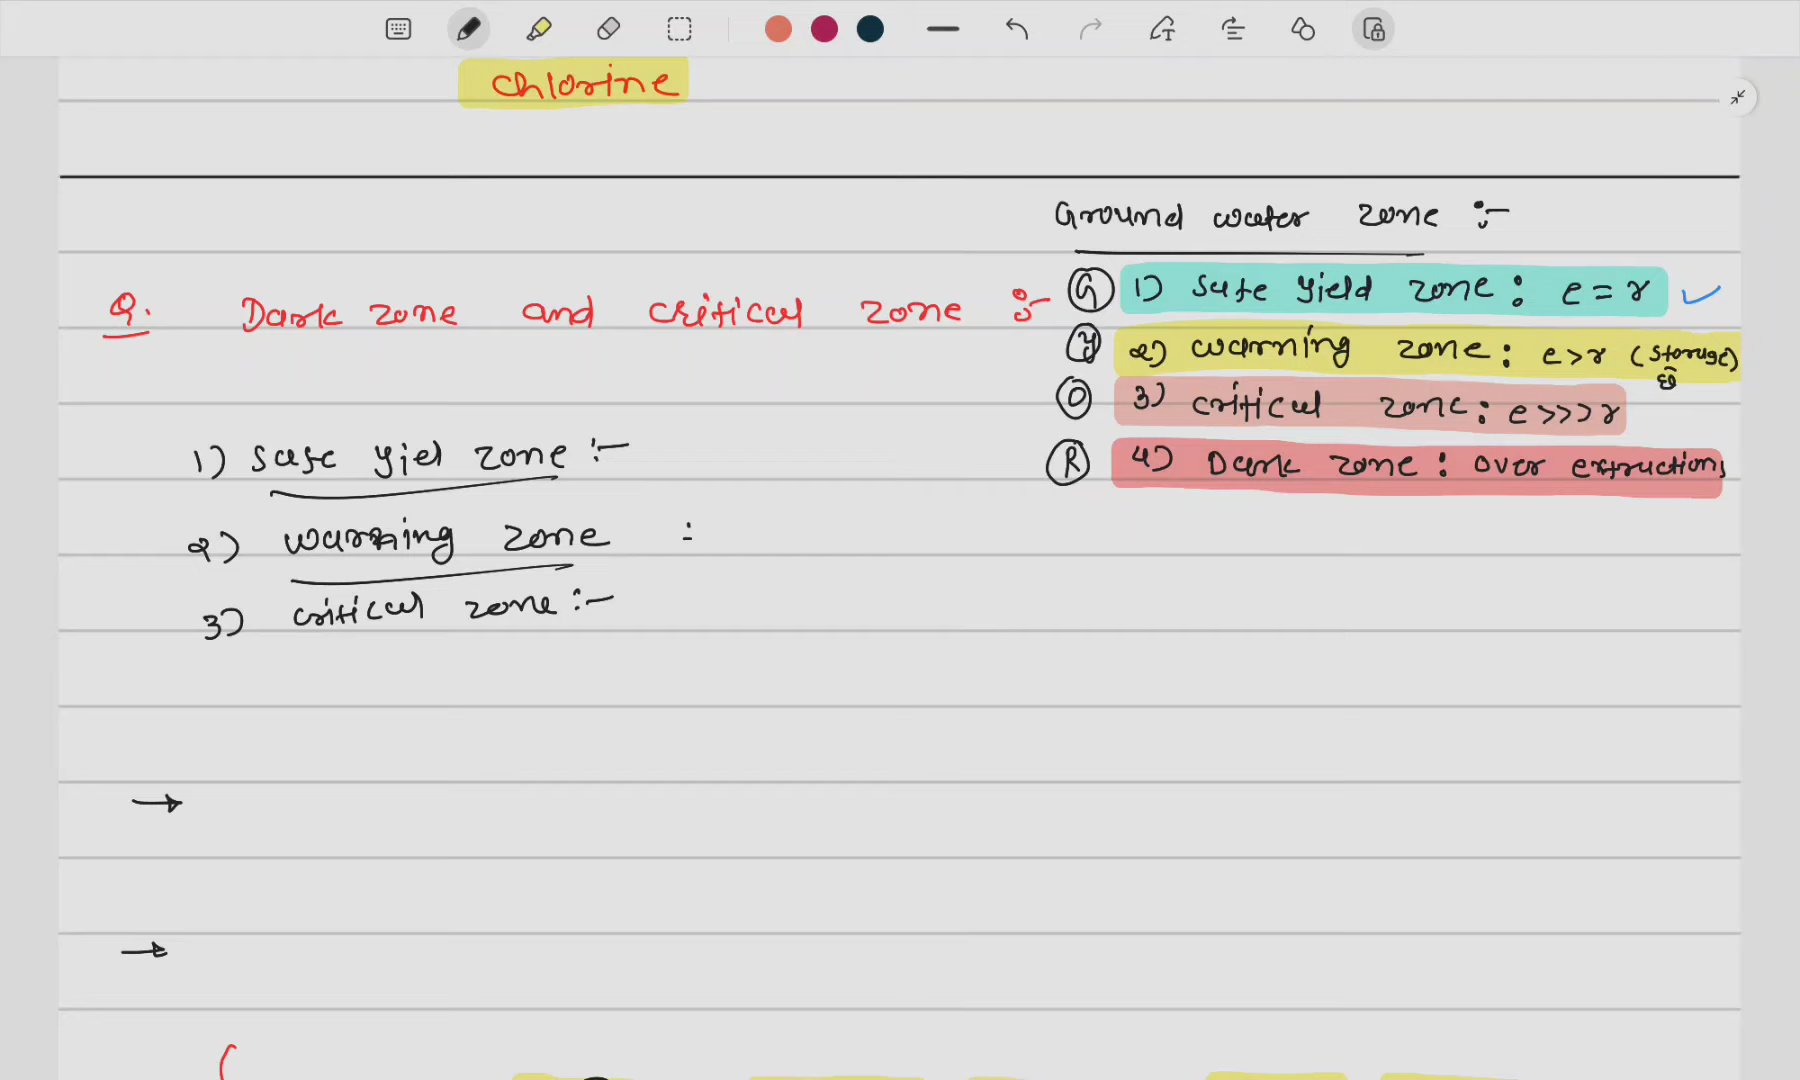 Chlorine
Ground water zone :-
Q. Dark zone and critical zone :-
G 1) Safe Yield zone : e = r
Y 2) warning zone : e > r (storage)
O 3) critical zone : e >>> r
R 4) Dark zone : over extraction
1) Safe yiel zone :-
2) warning zone :
3) critical zone :-